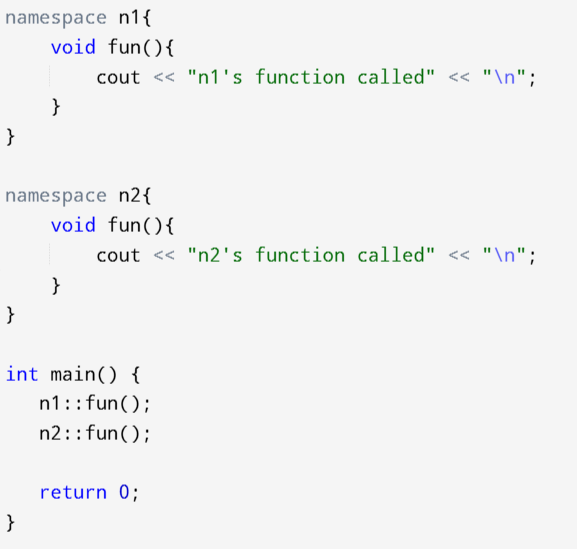 namespace n1{
    void fun(){
        cout << "n1's function called" << "\n";
    }
}

namespace n2{
    void fun(){
        cout << "n2's function called" << "\n";
    }
}

int main() {
   n1::fun();
   n2::fun();

   return 0;
}